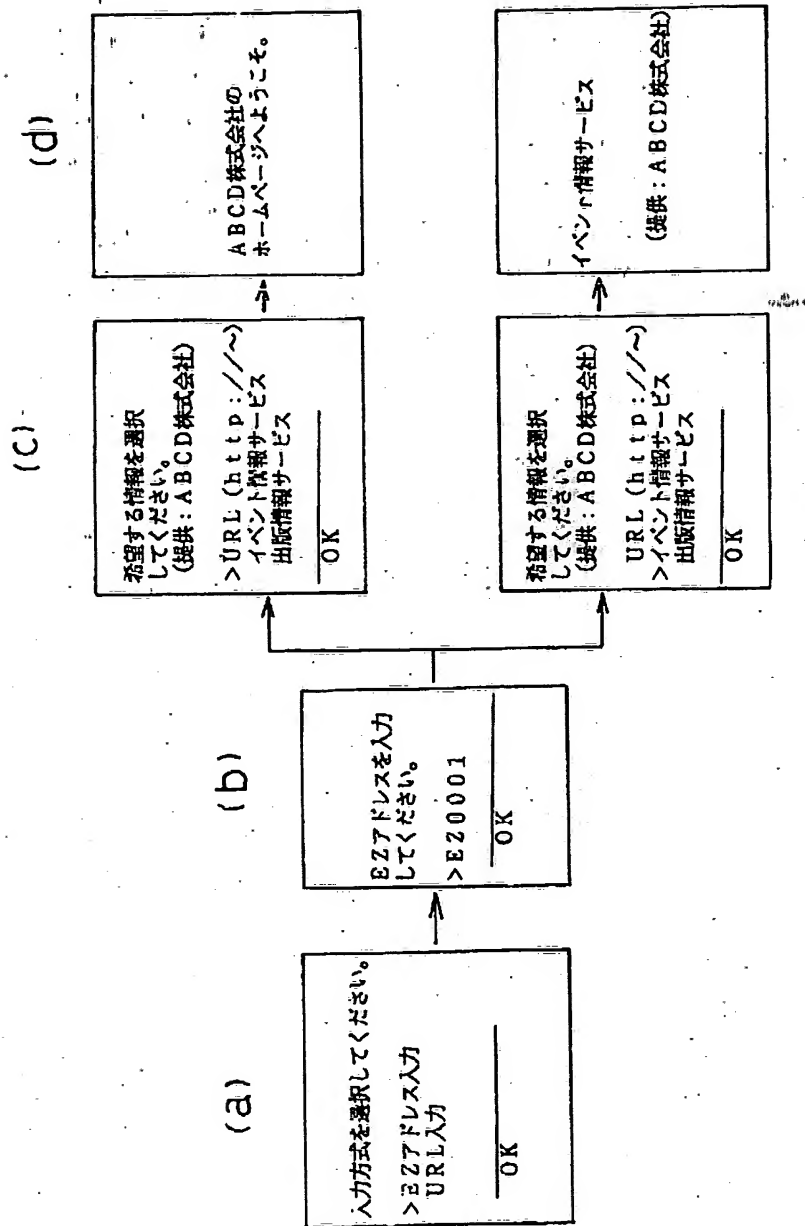 (a)
入力方式を選択してください。
>EZアドレス入力
URL入力
OK
(b)
EZアドレスを入力
してください。
>EZ0001
OK
(c)
希望する情報を選択
してください。
(提供:ABCD株式会社)
>URL(http://~)
イベント情報サービス
出版情報サービス
OK
希望する情報を選択
してください。
(提供:ABCD株式会社)
URL(http://~)
>イベント情報サービス
出版情報サービス
OK
(d)
ABCD株式会社の
ホームページへようこそ。
イベント情報サービス
(提供:ABCD株式会社)